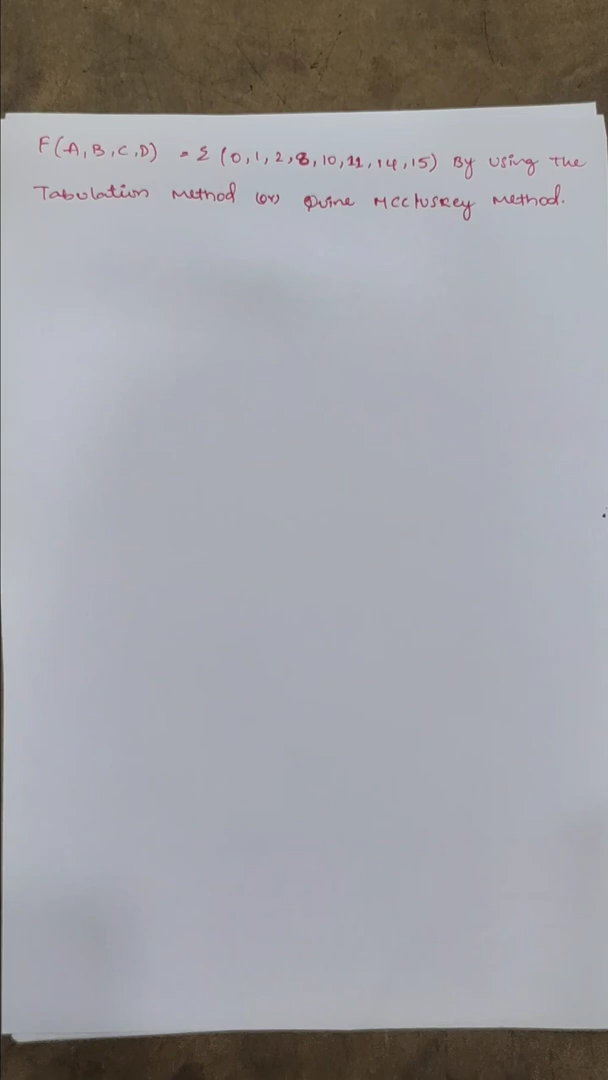 F(A,B,C,D) = Σ (0,1,2,8,10,11,14,15) By Using The
Tabulation Method (or) Quine MCCluskey Method.